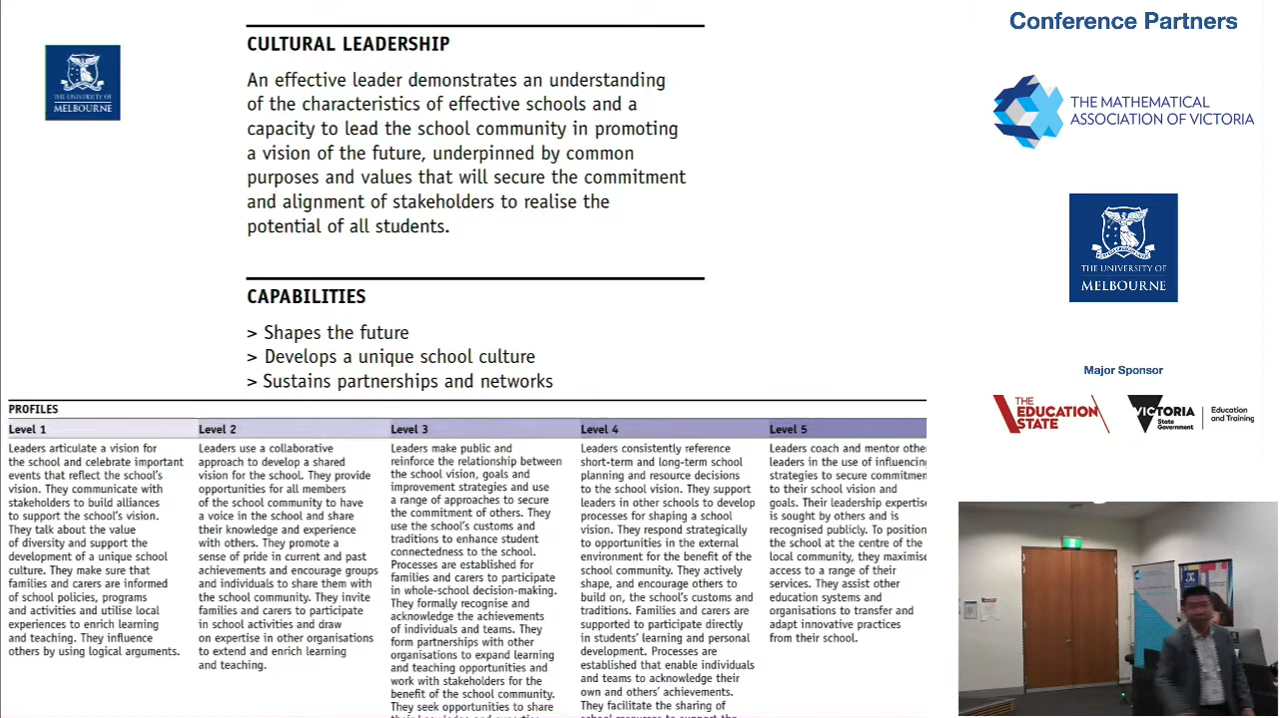 THE UNIVERSITY OF
MELBOURNE
CULTURAL LEADERSHIP
An effective leader demonstrates an understanding
of the characteristics of effective schools and a
capacity to lead the school community in promoting
a vision of the future, underpinned by common
purposes and values that will secure the commitment
and alignment of stakeholders to realise the
potential of all students.
CAPABILITIES
> Shapes the future
> Develops a unique school culture
> Sustains partnerships and networks
PROFILES
Level 1
Leaders articulate a vision for
the school and celebrate important
events that reflect the school's
vision. They communicate with
stakeholders to build alliances
to support the school's vision.
They talk about the value
of diversity and support the
development of a unique school
culture. They make sure that
families and carers are informed
of school policies, programs
and activities and utilise local
experiences to enrich learning
and teaching. They influence
others by using logical arguments.
Level 2
Leaders use a collaborative
approach to develop a shared
vision for the school. They provide
opportunities for all members
of the school community to have
a voice in the school and share
their knowledge and experience
with others. They promote a
sense of pride in current and past
achievements and encourage groups
and individuals to share them with
the school community. They invite
families and carers to participate
in school activities and draw
on expertise in other organisations
to extend and enrich learning
and teaching.
Level 3
Leaders make public and
reinforce the relationship between
the school vision, goals and
improvement strategies and use
a range of approaches to secure
the commitment of others. They
use the school's customs and
traditions to enhance student
connectedness to the school.
Processes are established for
families and carers to participate
in whole-school decision-making.
They formally recognise and
acknowledge the achievements
of individuals and teams. They
form partnerships with other
organisations to expand learning
and teaching opportunities and
work with stakeholders for the
benefit of the school community.
They seek opportunities to share
Level 4
Leaders consistently reference
short-term and long-term school
planning and resource decisions
to the school vision. They support
leaders in other schools to develop
processes for shaping a school
vision. They respond strategically
to opportunities in the external
environment for the benefit of the
school community. They actively
shape, and encourage others to
build on, the school's customs and
traditions. Families and carers are
supported to participate directly
in students' learning and personal
development. Processes are
established that enable individuals
and teams to acknowledge their
own and others' achievements.
They facilitate the sharing of
Level 5
Leaders coach and mentor othe
leaders in the use of influencin
strategies to secure commitmen
to their school vision and
goals. Their leadership expertis
is sought by others and is
recognised publicly. To position
the school at the centre of the
local community, they maximise
access to a range of their
services. They assist other
education systems and
organisations to transfer and
adapt innovative practices
from their school.
Conference Partners
THE MATHEMATICAL
ASSOCIATION OF VICTORIA
THE UNIVERSITY OF
MELBOURNE
Major Sponsor
THE
EDUCATION
STATE
VICTORIA
State
Government
Education
and Training